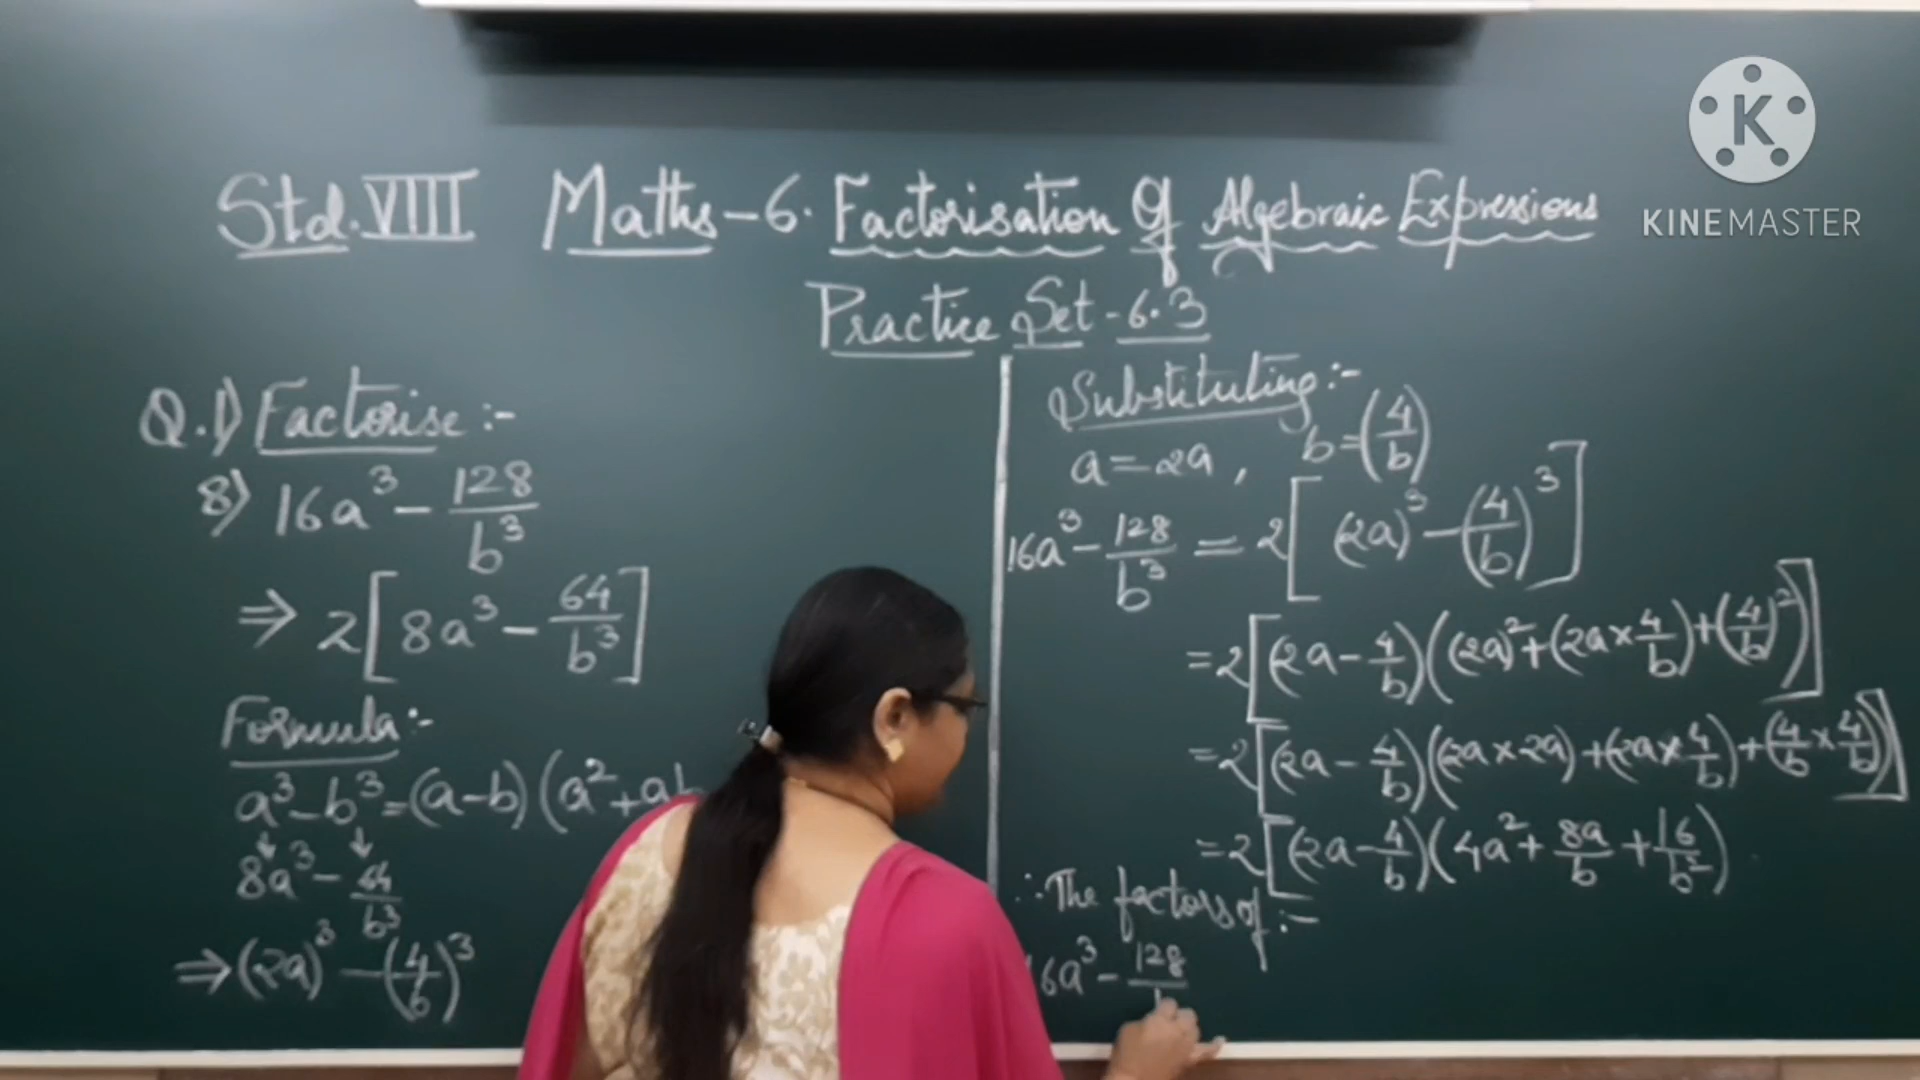 K
KINEMASTER
Std. VIII Maths - 6. Factorisation Of Algebraic Expressions
Practice Set - 6.3
Q.1) Factorise :-
8) 16a³ - 128/b³
⇒ 2[8a³ - 64/b³]
Formula :-
a³ - b³ = (a-b) (a² + ab
↓ ↓
8a³ - 64/b³
⇒ (2a)³ - (4/b)³
Substituting :-
a = 2a , b = (4/b)
16a³ - 128/b³ = 2[(2a)³ - (4/b)³]
= 2[(2a - 4/b)((2a)² + (2a × 4/b) + (4/b)²)]
= 2[(2a - 4/b)(2a × 2a) + (2a × 4/b) + (4/b × 4/b)]
= 2[(2a - 4/b)(4a² + 8a/b + 16/b²)
∴ The factors of :-
16a³ - 128/